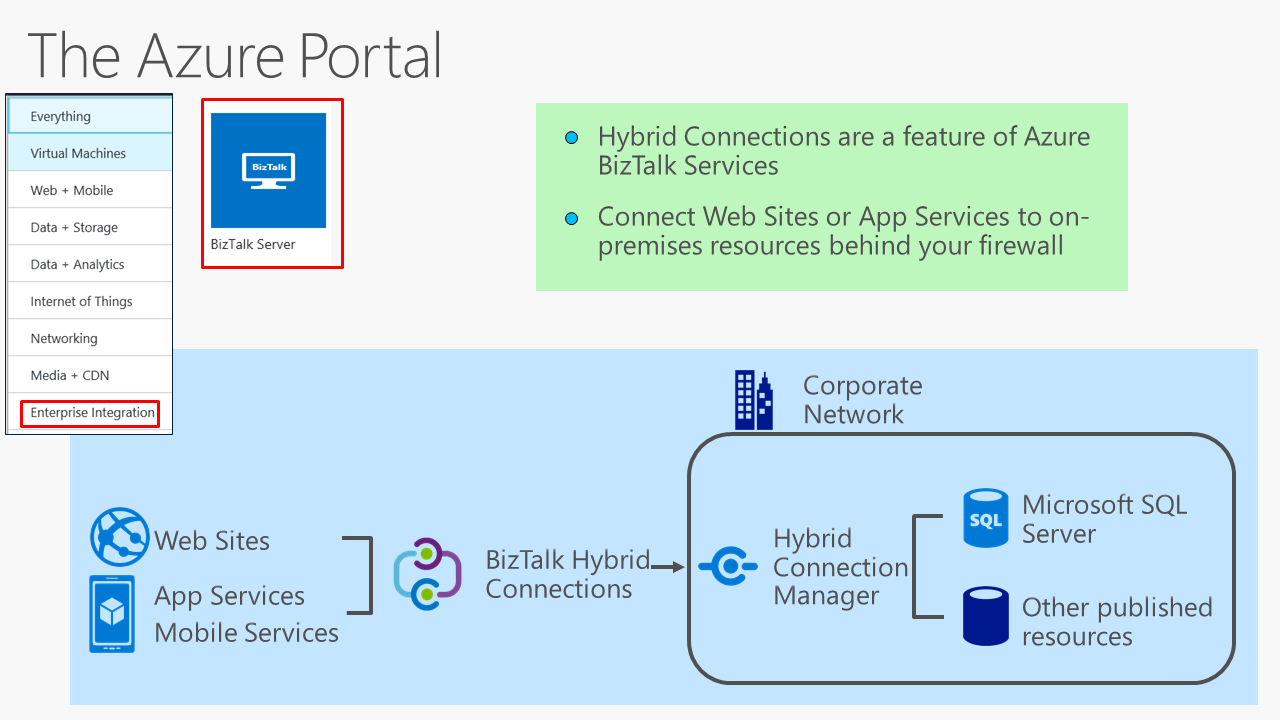 The Azure Portal
Everything
Virtual Machines
Web + Mobile
Data + Storage
Data + Analytics
Internet of Things
Networking
Media + CDN
Enterprise Integration
BizTalk
BizTalk Server
Hybrid Connections are a feature of Azure
BizTalk Services
Connect Web Sites or App Services to on-
premises resources behind your firewall
Corporate
Network
Web Sites
App Services
Mobile Services
BizTalk Hybrid
Connections
Hybrid
Connection
Manager
SQL
Microsoft SQL
Server
Other published
resources